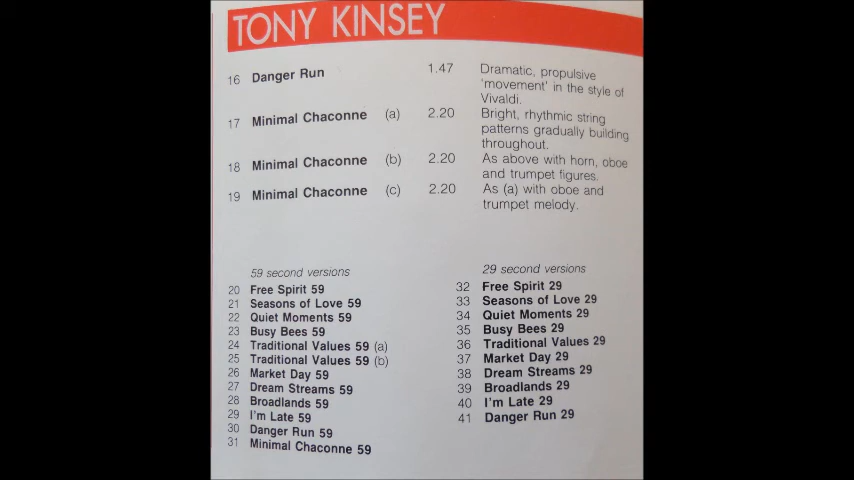 TONY KINSEY
16 Danger Run 1.47 Dramatic, propulsive
'movement' in the style of
Vivaldi.
17 Minimal Chaconne (a) 2.20 Bright, rhythmic string
patterns gradually building
throughout.
18 Minimal Chaconne (b) 2.20 As above with horn, oboe
and trumpet figures.
19 Minimal Chaconne (c) 2.20 As (a) with oboe and
trumpet melody.
59 second versions
20 Free Spirit 59
21 Seasons of Love 59
22 Quiet Moments 59
23 Busy Bees 59
24 Traditional Values 59 (a)
25 Traditional Values 59 (b)
26 Market Day 59
27 Dream Streams 59
28 Broadlands 59
29 I'm Late 59
30 Danger Run 59
31 Minimal Chaconne 59
29 second versions
32 Free Spirit 29
33 Seasons of Love 29
34 Quiet Moments 29
35 Busy Bees 29
36 Traditional Values 29
37 Market Day 29
38 Dream Streams 29
39 Broadlands 29
40 I'm Late 29
41 Danger Run 29